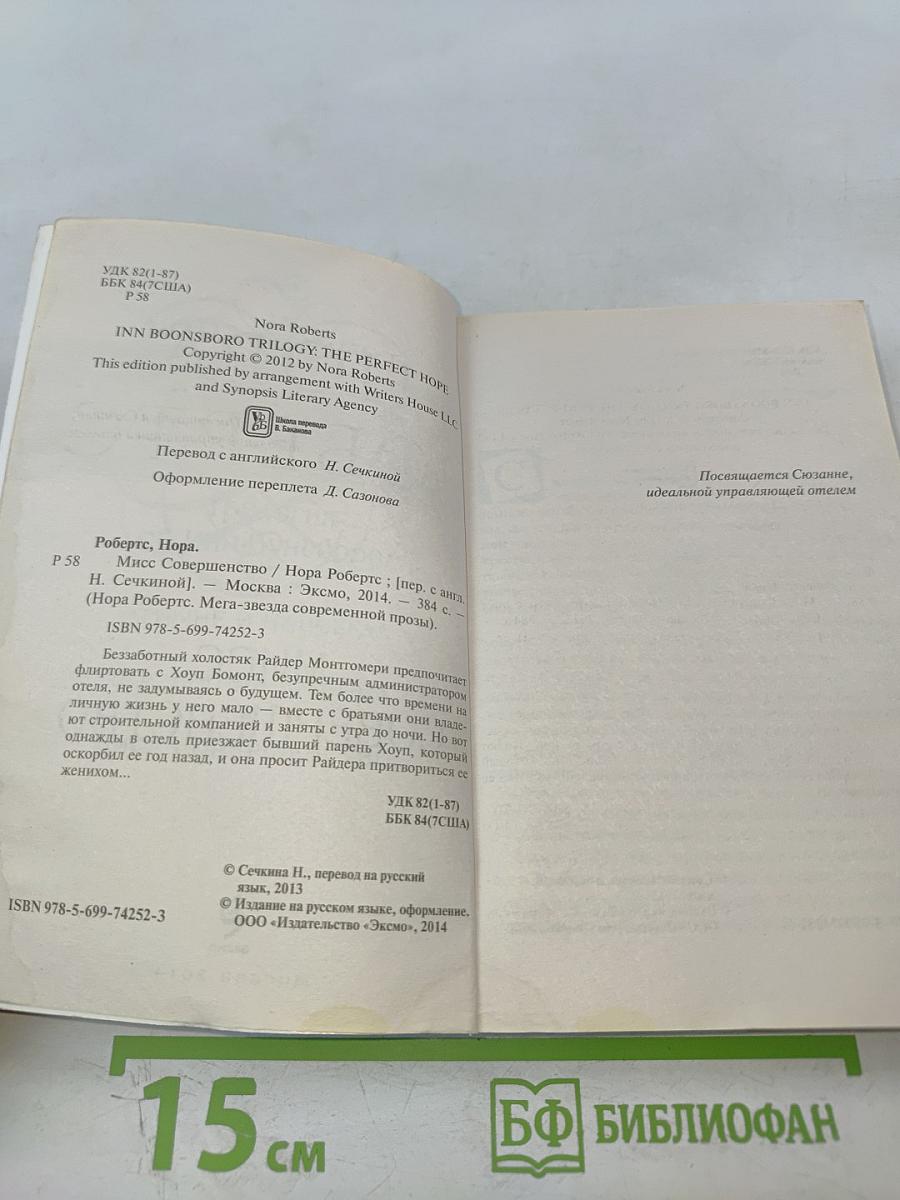 УДК 82(1-87)
ББК 84(7США)
Р 58
Nora Roberts
INN BOONSBORO TRILOGY: THE PERFECT HOPE
Copyright © 2012 by Nora Roberts
This edition published by arrangement with Writers House LLC
and Synopsis Literary Agency
Школа перевода
В. Баканова
Перевод с английского Н. Сечкиной
Оформление переплета Д. Сазонова
Робертс, Нора.
Р 58 Мисс Совершенство / Нора Робертс ; [пер. с англ.
Н. Сечкиной]. — Москва : Эксмо, 2014. — 384 с. —
(Нора Робертс. Мега-звезда современной прозы).
ISBN 978-5-699-74252-3
Беззаботный холостяк Райдер Монтгомери предпочитает
флиртовать с Хоуп Бомонт, безупречным администратором
отеля, не задумываясь о будущем. Тем более что времени на
личную жизнь у него мало — вместе с братьями они владе-
ют строительной компанией и заняты с утра до ночи. Но вот
однажды в отель приезжает бывший парень Хоуп, который
оскорбил ее год назад, и она просит Райдера притвориться ее
женихом...
УДК 82(1-87)
ББК 84(7США)
© Сечкина Н., перевод на русский
язык, 2013
© Издание на русском языке, оформление.
ООО «Издательство «Эксмо», 2014
ISBN 978-5-699-74252-3
Посвящается Сюзанне,
идеальной управляющей отелем
15 см
БФ БИБЛИОФАН